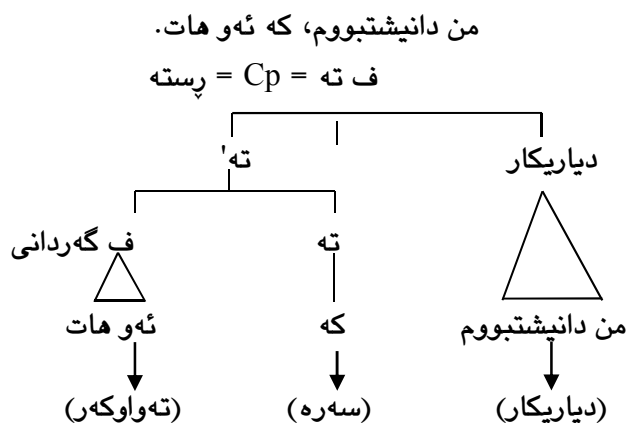 من دانیشتبووم، کە ئەو هات.
ف تە = Cp = ڕستە
دیاریکار تە'
تە ف گەردانی
من دانیشتبووم کە ئەو هات
(دیاریکار) (سەرە) (تەواوکەر)